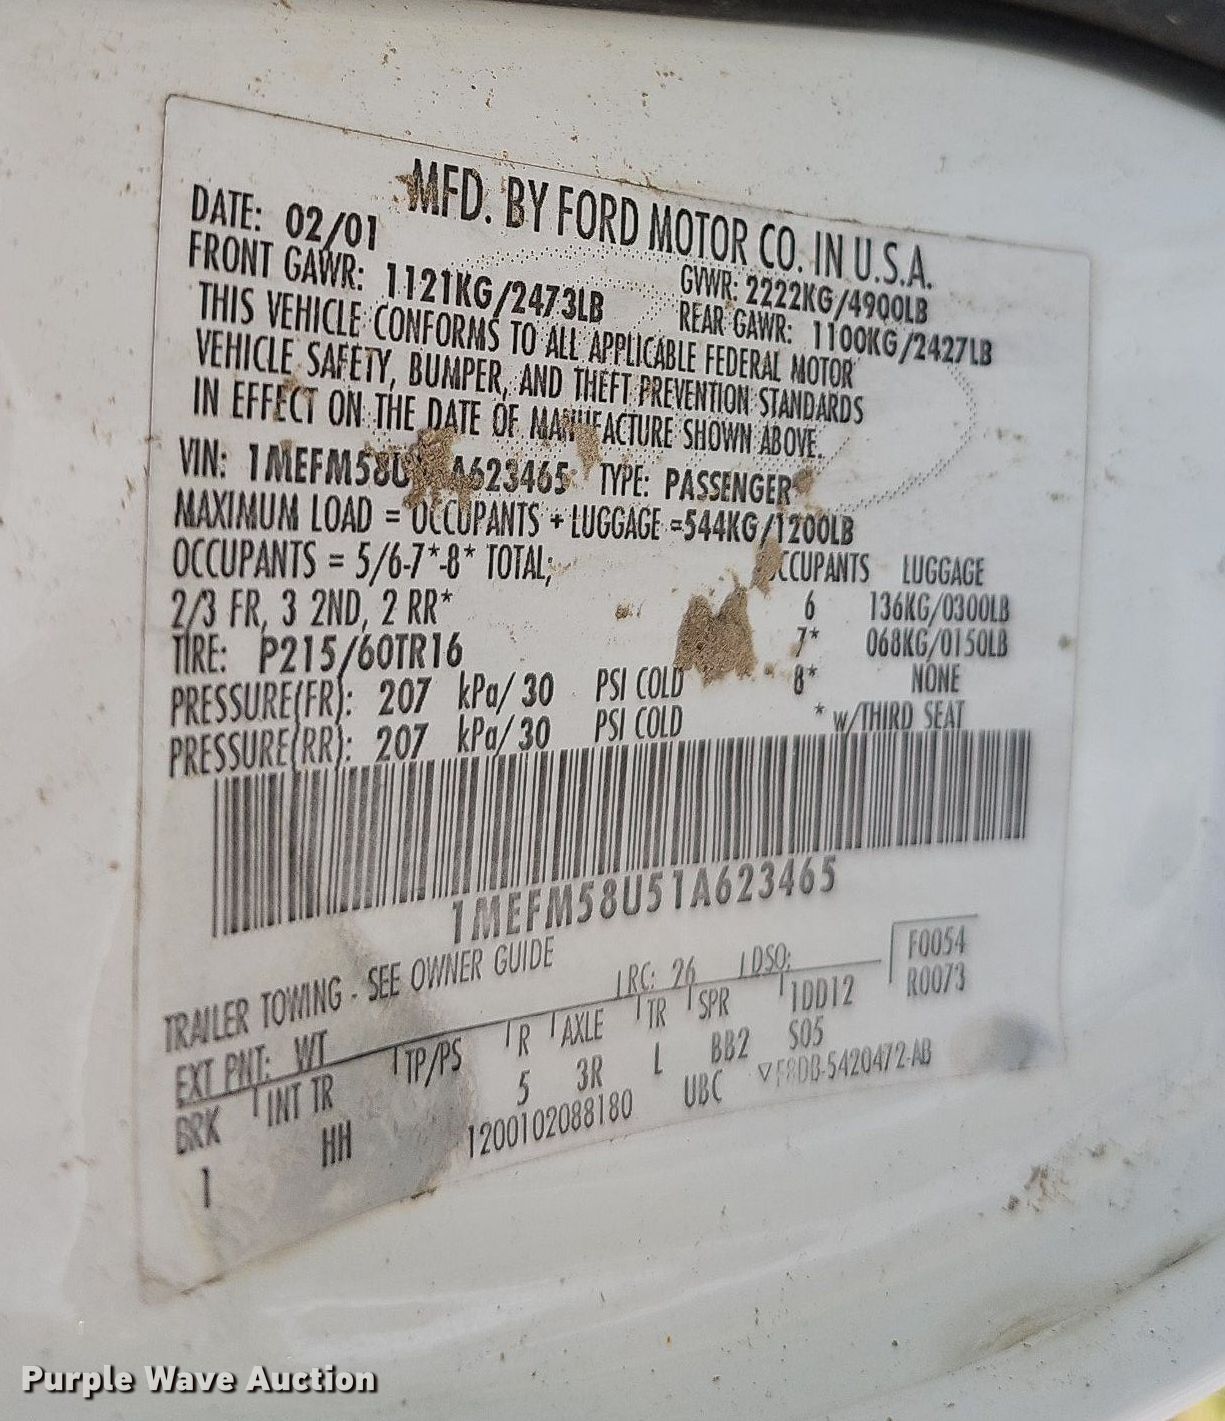 MFD. BY FORD MOTOR CO. IN U.S.A.
DATE: 02/01 GVWR: 2222KG/4900LB
FRONT GAWR: 1121KG/2473LB REAR GAWR: 1100KG/2427LB
THIS VEHICLE CONFORMS TO ALL APPLICABLE FEDERAL MOTOR
VEHICLE SAFETY, BUMPER, AND THEFT PREVENTION STANDARDS
IN EFFECT ON THE DATE OF MANUFACTURE SHOWN ABOVE.
VIN: 1MEFM58U A623465 TYPE: PASSENGER
MAXIMUM LOAD = OCCUPANTS + LUGGAGE =544KG/1200LB
OCCUPANTS = 5/6-7*-8* TOTAL; OCCUPANTS LUGGAGE
2/3 FR, 3 2ND, 2 RR* 6 136KG/0300LB
TIRE: P215/60TR16 7* 068KG/0150LB
PRESSURE(FR): 207 kPa/ 30 PSI COLD 8* NONE
PRESSURE(RR): 207 kPa/ 30 PSI COLD * w/THIRD SEAT
1MEFM58U51A623465
TRAILER TOWING - SEE OWNER GUIDE
EXT PNT: WT RC: 26 DSO: F0054
BRK INT TR TP/PS R AXLE TR SPR 1DD12 R0073
1 HH 5 3R L BB2 S05
1200102088180 UBC ▽F8DB-5420472-AB
Purple Wave Auction